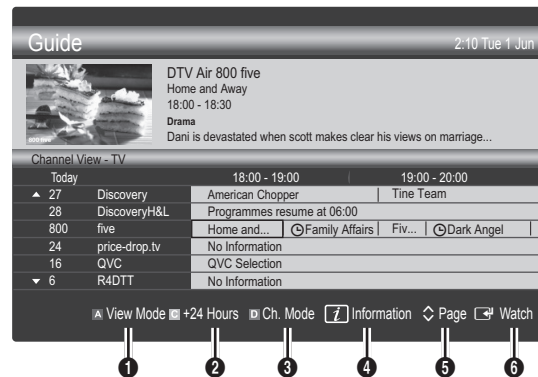 Guide
2:10 Tue 1 Jun
DTV Air 800 five
Home and Away
18:00 - 18:30
Drama
Dani is devastated when scott makes clear his views on marriage...
800 five
Channel View - TV
Today 18:00 - 19:00 19:00 - 20:00
▲ 27 Discovery American Chopper Tine Team
28 DiscoveryH&L Programmes resume at 06:00
800 five Home and... Family Affairs Fiv... Dark Angel
24 price-drop.tv No Information
16 QVC QVC Selection
▼ 6 R4DTT No Information
A View Mode C +24 Hours D Ch. Mode i Information Page Watch
1 2 3 4 5 6